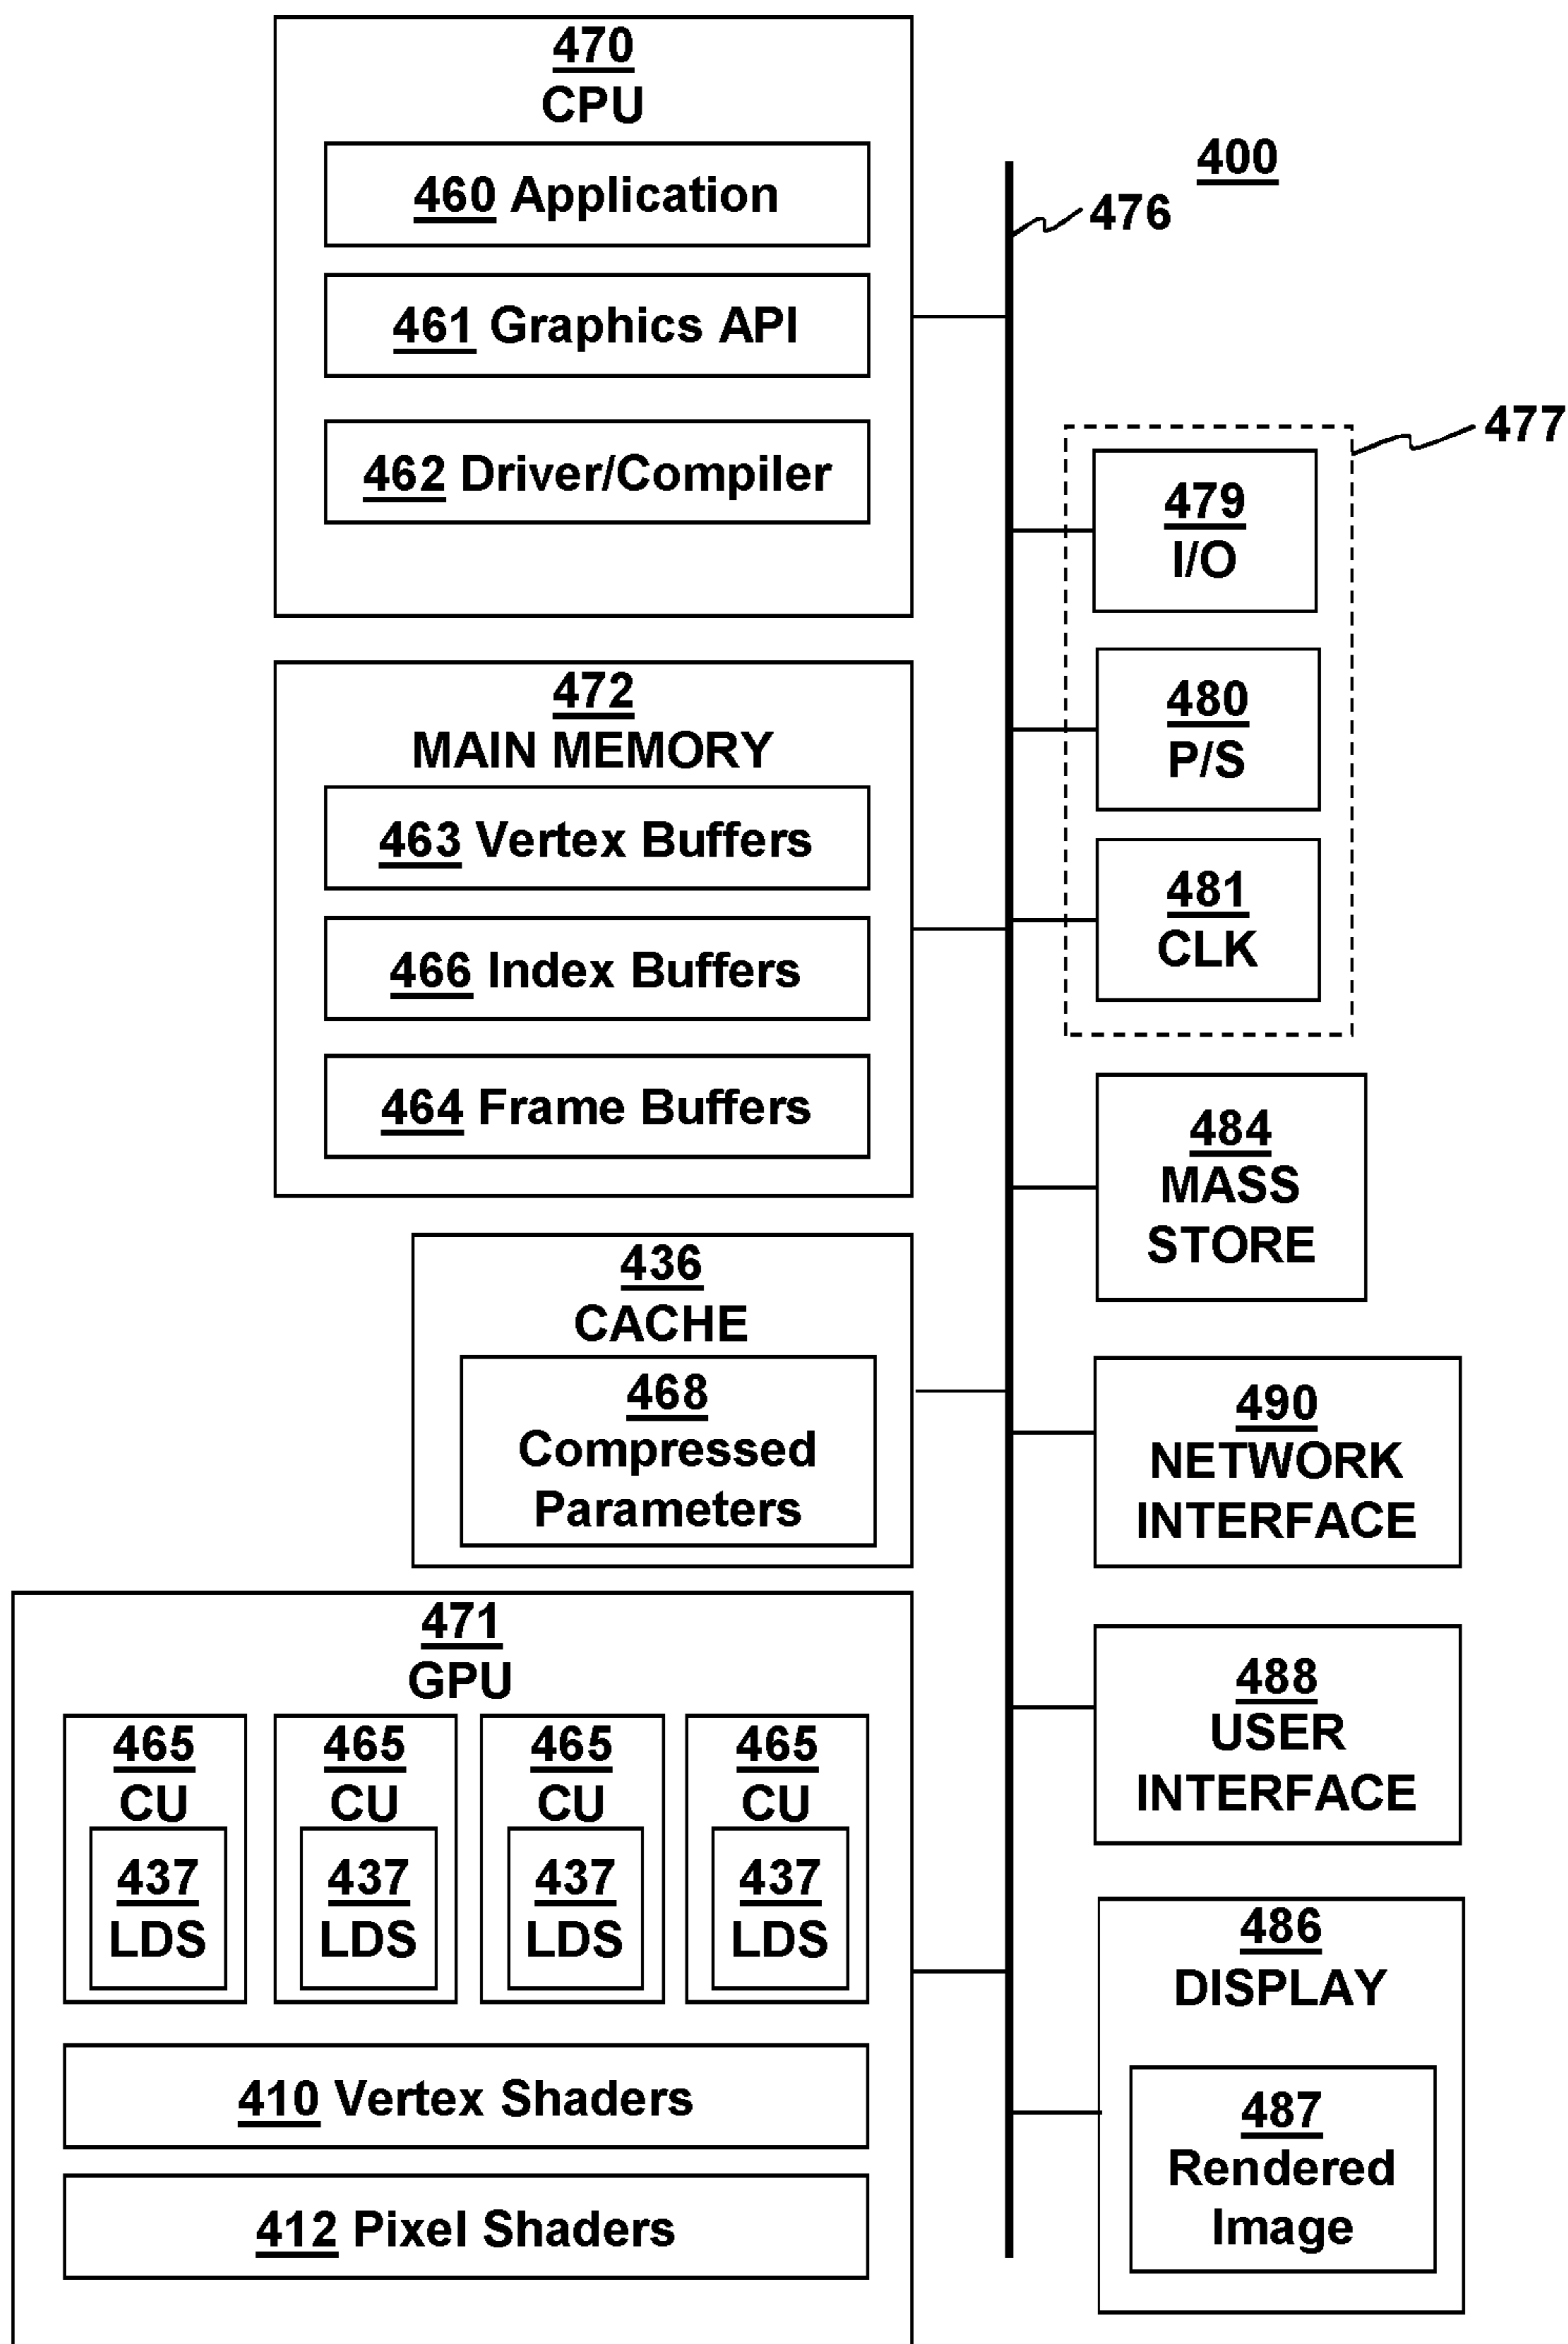 470
CPU
460 Application
461 Graphics API
462 Driver/Compiler
400
476
477
479
I/O
480
P/S
481
CLK
472
MAIN MEMORY
463 Vertex Buffers
466 Index Buffers
464 Frame Buffers
484
MASS
STORE
436
CACHE
468
Compressed
Parameters
490
NETWORK
INTERFACE
471
GPU
465
CU
437
LDS
465
CU
437
LDS
465
CU
437
LDS
465
CU
437
LDS
410 Vertex Shaders
412 Pixel Shaders
488
USER
INTERFACE
486
DISPLAY
487
Rendered
Image